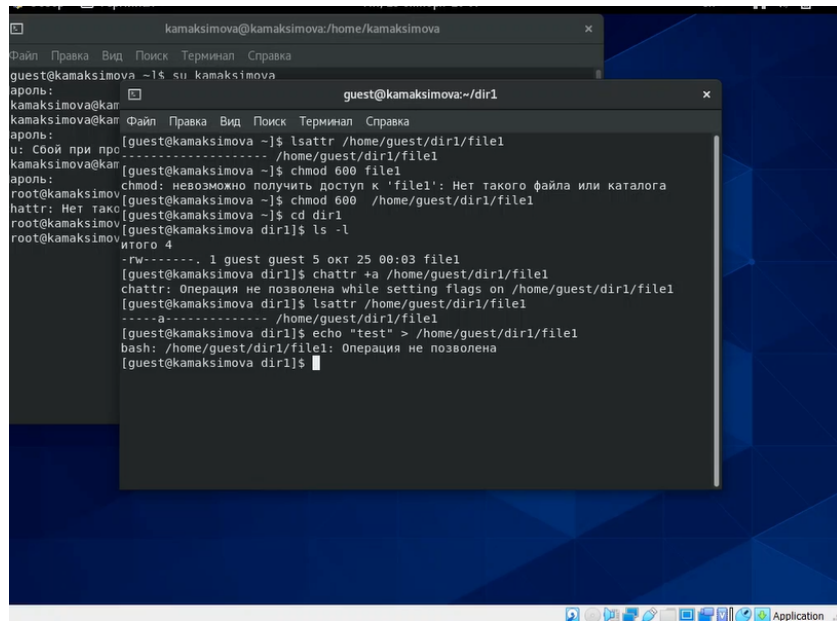 kamaksimova@kamaksimova:/home/kamaksimova
Файл Правка Вид Поиск Терминал Справка
guest@kamaksimova ~]$ su kamaksimova
ароль:
kamaksimova@kam
kamaksimova@kam
ароль:
u: Сбой при про
kamaksimova@kam
ароль:
root@kamaksimov
hattr: Нет тако
root@kamaksimov
root@kamaksimov
guest@kamaksimova:~/dir1
Файл Правка Вид Поиск Терминал Справка
[guest@kamaksimova ~]$ lsattr /home/guest/dir1/file1
-------------------- /home/guest/dir1/file1
[guest@kamaksimova ~]$ chmod 600 file1
chmod: невозможно получить доступ к 'file1': Нет такого файла или каталога
[guest@kamaksimova ~]$ chmod 600  /home/guest/dir1/file1
[guest@kamaksimova ~]$ cd dir1
[guest@kamaksimova dir1]$ ls -l
итого 4
-rw-------. 1 guest guest 5 окт 25 00:03 file1
[guest@kamaksimova dir1]$ chattr +a /home/guest/dir1/file1
chattr: Операция не позволена while setting flags on /home/guest/dir1/file1
[guest@kamaksimova dir1]$ lsattr /home/guest/dir1/file1
-----a-------------- /home/guest/dir1/file1
[guest@kamaksimova dir1]$ echo "test" > /home/guest/dir1/file1
bash: /home/guest/dir1/file1: Операция не позволена
[guest@kamaksimova dir1]$
Application